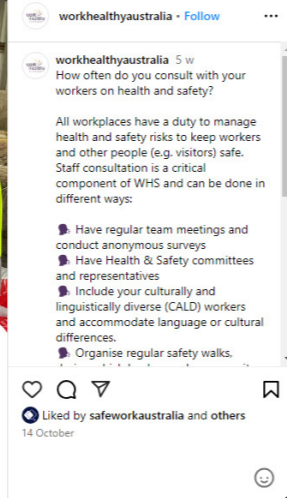 workhealthyaustralia • Follow
workhealthyaustralia 5 w
How often do you consult with your
workers on health and safety?
All workplaces have a duty to manage
health and safety risks to keep workers
and other people (e.g. visitors) safe.
Staff consultation is a critical
component of WHS and can be done in
different ways:
🗣 Have regular team meetings and
conduct anonymous surveys
🗣 Have Health & Safety committees
and representatives
🗣 Include your culturally and
linguistically diverse (CALD) workers
and accommodate language or cultural
differences.
🗣 Organise regular safety walks,
Liked by safeworkaustralia and others
14 October